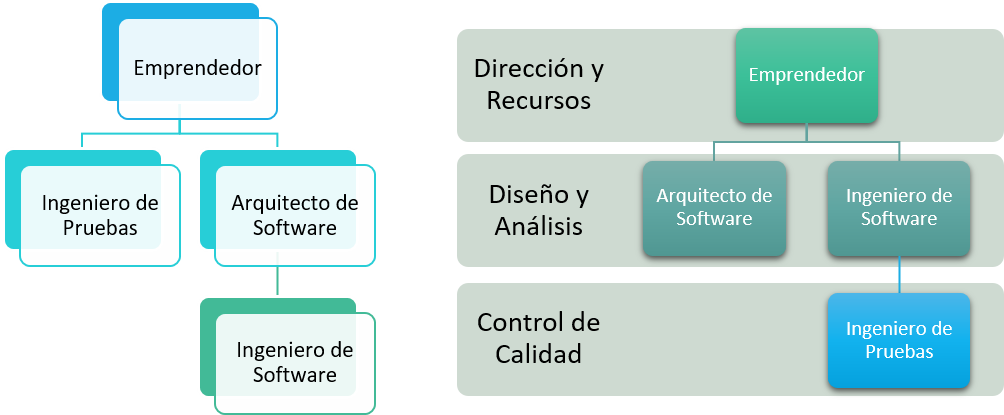 Emprendedor
Ingeniero de
Pruebas
Arquitecto de
Software
Ingeniero de
Software
Dirección y
Recursos
Emprendedor
Diseño y
Análisis
Arquitecto de
Software
Ingeniero de
Software
Control de
Calidad
Ingeniero de
Pruebas